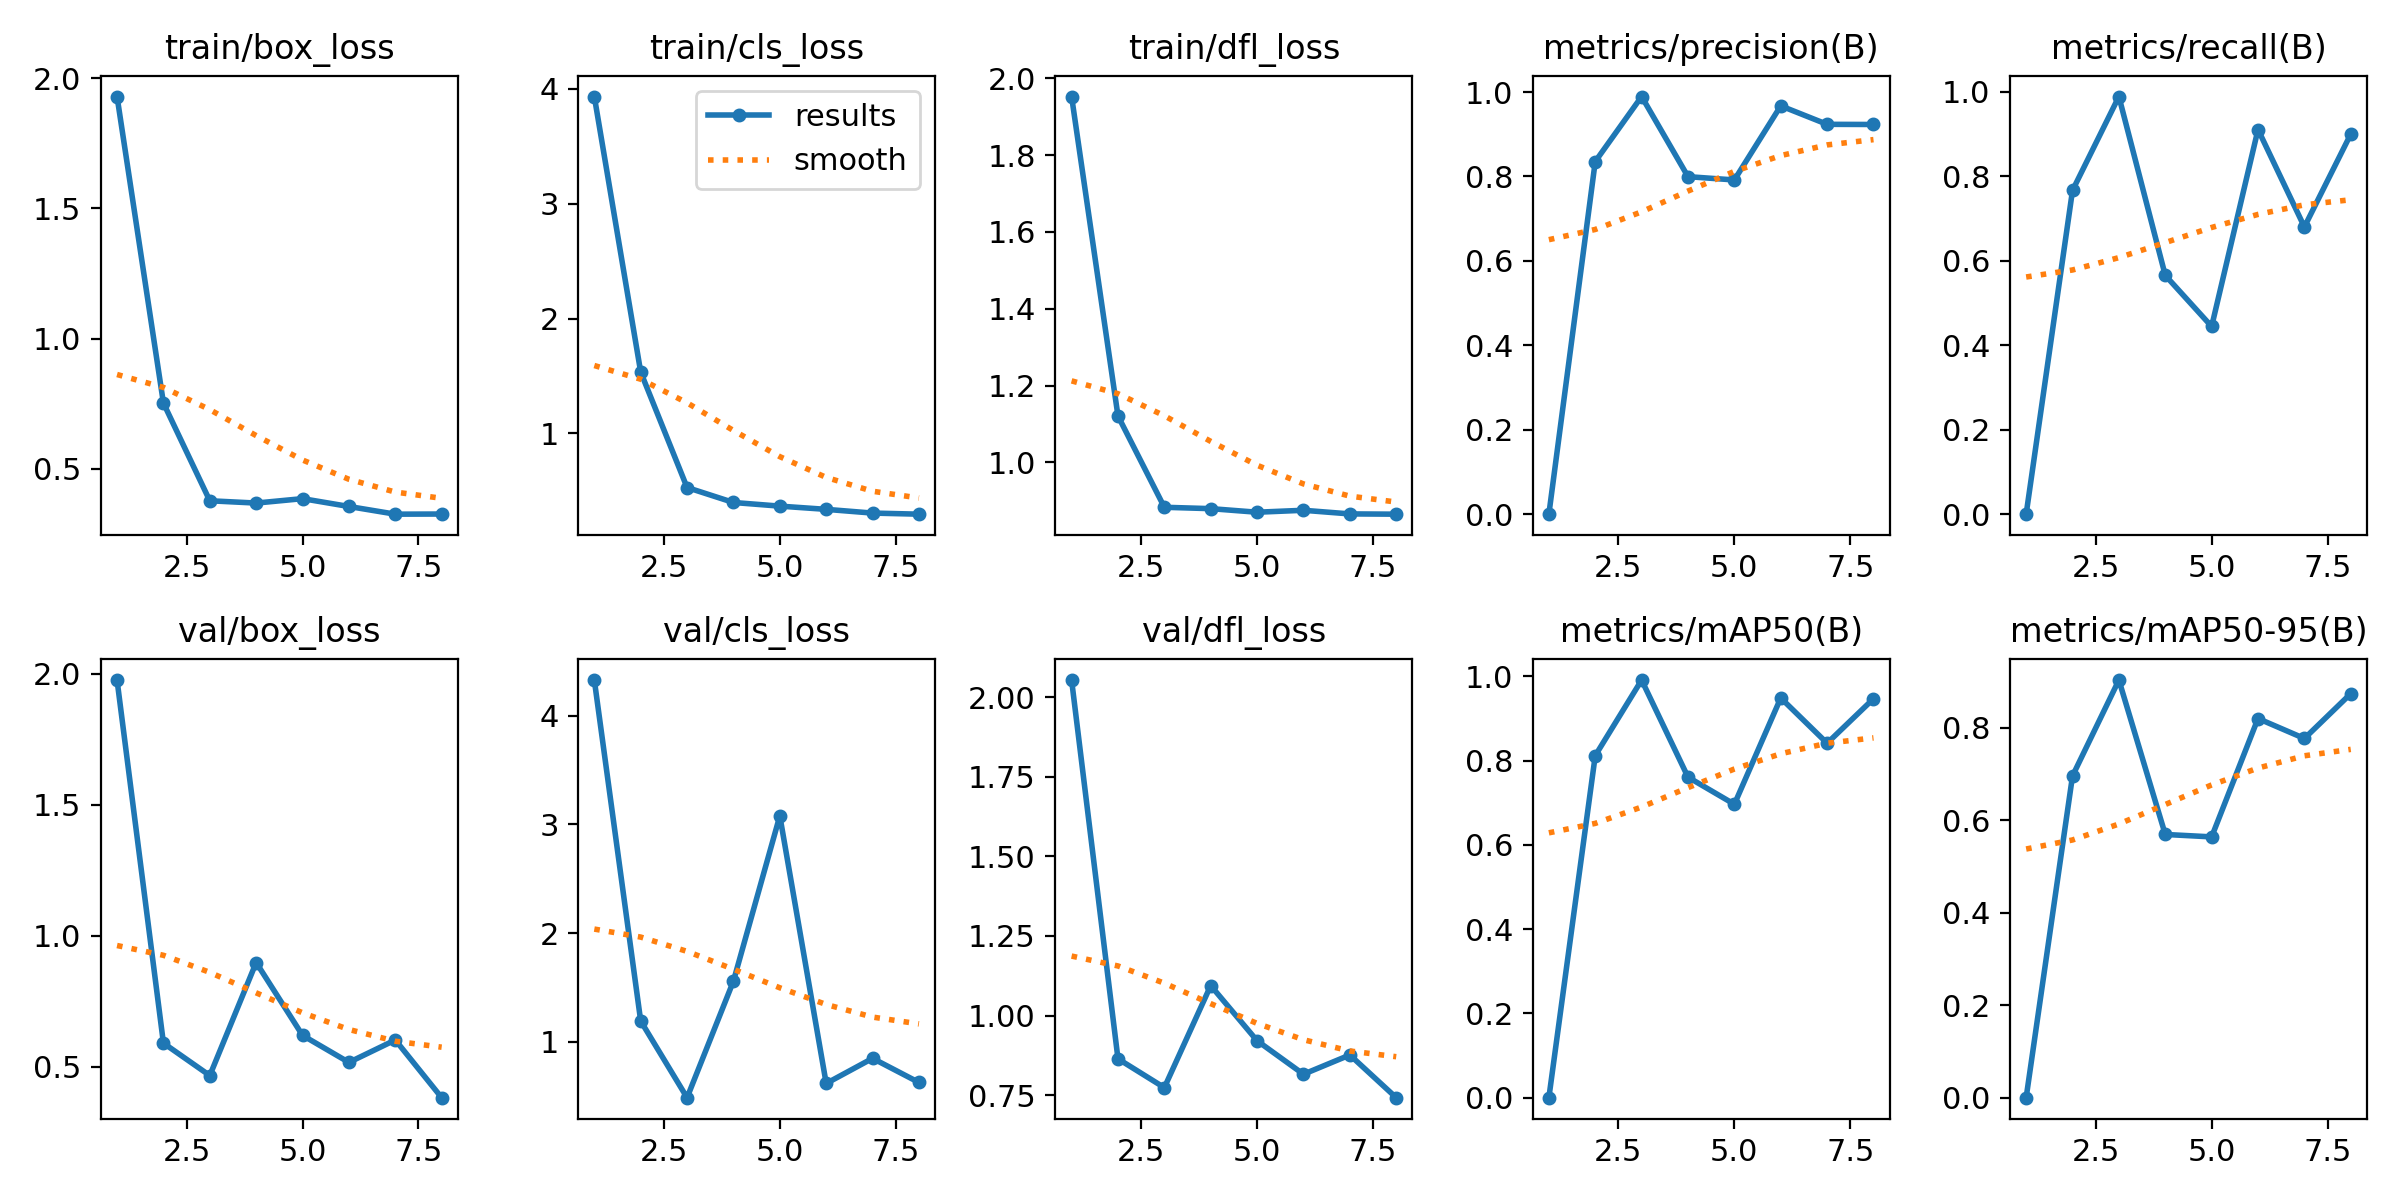 train/box_loss
2.0
1.5
1.0
0.5
2.5 5.0 7.5
train/cls_loss
results
smooth
4
3
2
1
2.5 5.0 7.5
train/dfl_loss
2.0
1.8
1.6
1.4
1.2
1.0
2.5 5.0 7.5
metrics/precision(B)
1.0
0.8
0.6
0.4
0.2
0.0
2.5 5.0 7.5
metrics/recall(B)
1.0
0.8
0.6
0.4
0.2
0.0
2.5 5.0 7.5
val/box_loss
2.0
1.5
1.0
0.5
2.5 5.0 7.5
val/cls_loss
4
3
2
1
2.5 5.0 7.5
val/dfl_loss
2.00
1.75
1.50
1.25
1.00
0.75
2.5 5.0 7.5
metrics/mAP50(B)
1.0
0.8
0.6
0.4
0.2
0.0
2.5 5.0 7.5
metrics/mAP50-95(B)
0.8
0.6
0.4
0.2
0.0
2.5 5.0 7.5